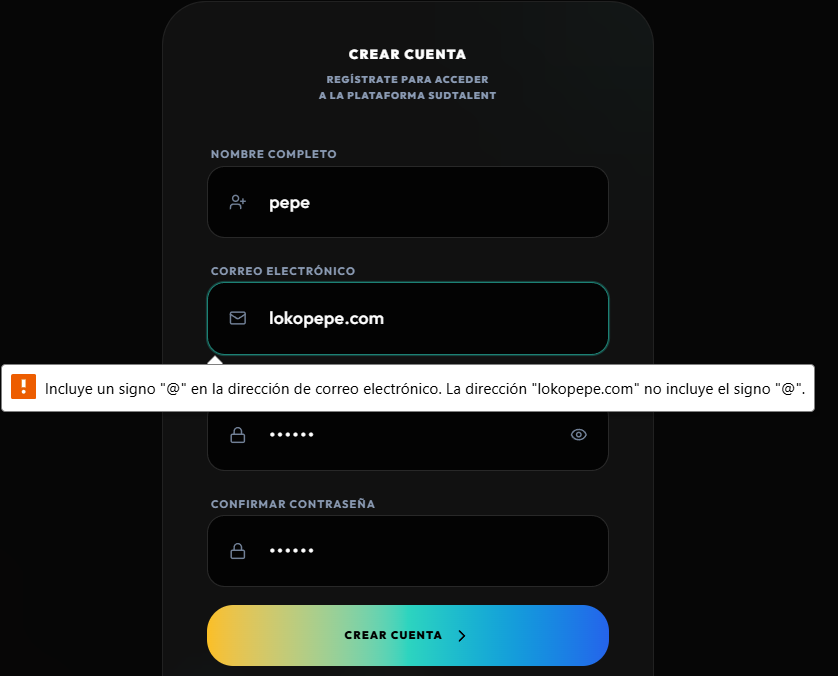 CREAR CUENTA
REGÍSTRATE PARA ACCEDER
A LA PLATAFORMA SUDTALENT
NOMBRE COMPLETO
pepe
CORREO ELECTRÓNICO
lokopepe.com
Incluye un signo "@" en la dirección de correo electrónico. La dirección "lokopepe.com" no incluye el signo "@".
••••••
CONFIRMAR CONTRASEÑA
••••••
CREAR CUENTA